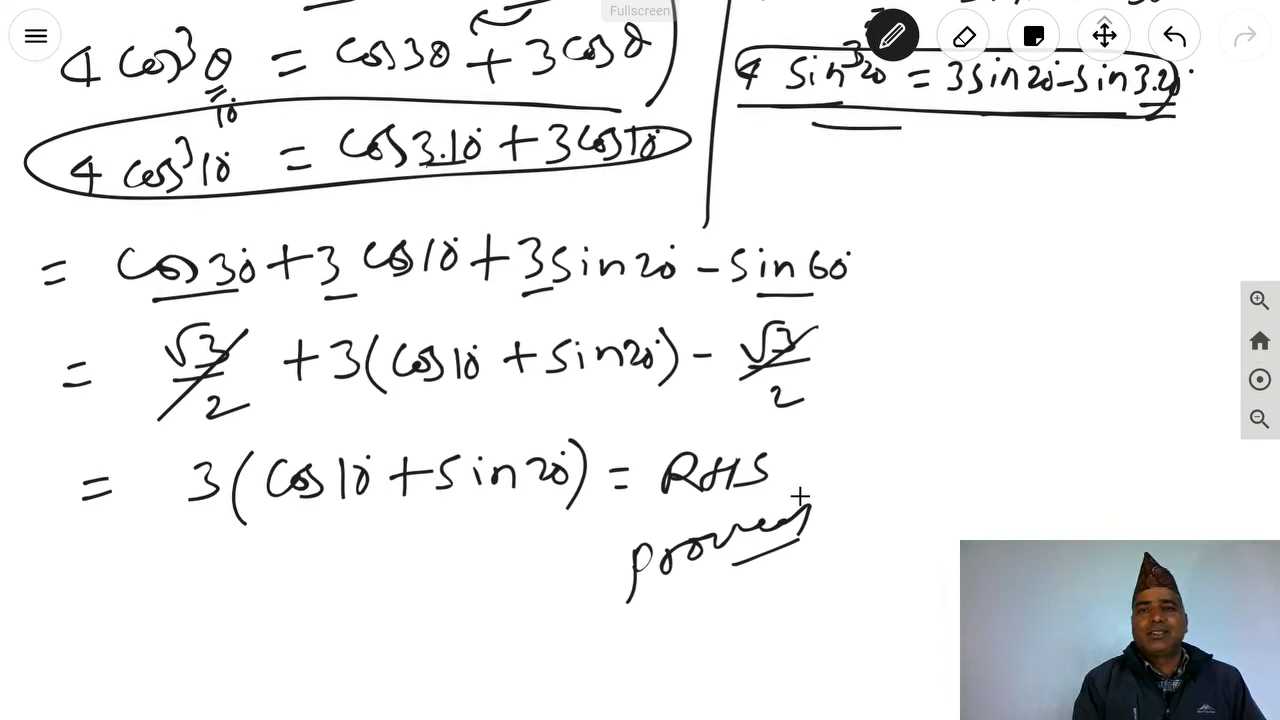 Fullscreen
4 cos³θ = cos3θ + 3cosθ
10°
4 cos³10° = cos3.10° + 3cos10°
4 sin³20° = 3sin20° - sin3.20°
= cos30° + 3 cos10° + 3sin20° - sin60°
= √3/2 + 3(cos10° + sin20°) - √3/2
= 3(cos10° + sin20°) = RHS
proved